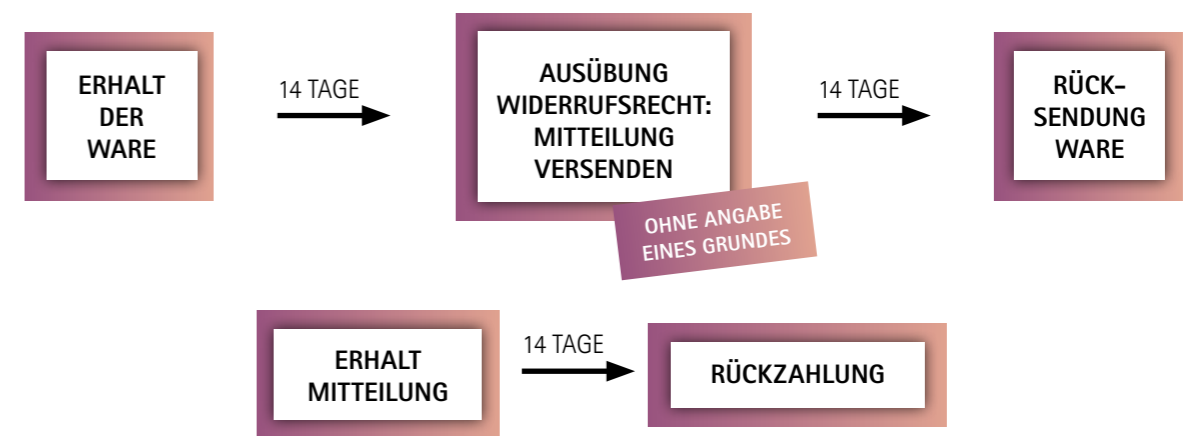 ERHALT
DER
WARE
14 TAGE
AUSÜBUNG
WIDERRUFSRECHT:
MITTEILUNG
VERSENDEN
OHNE ANGABE
EINES GRUNDES
14 TAGE
RÜCK-
SENDUNG
WARE
ERHALT
MITTEILUNG
14 TAGE
RÜCKZAHLUNG